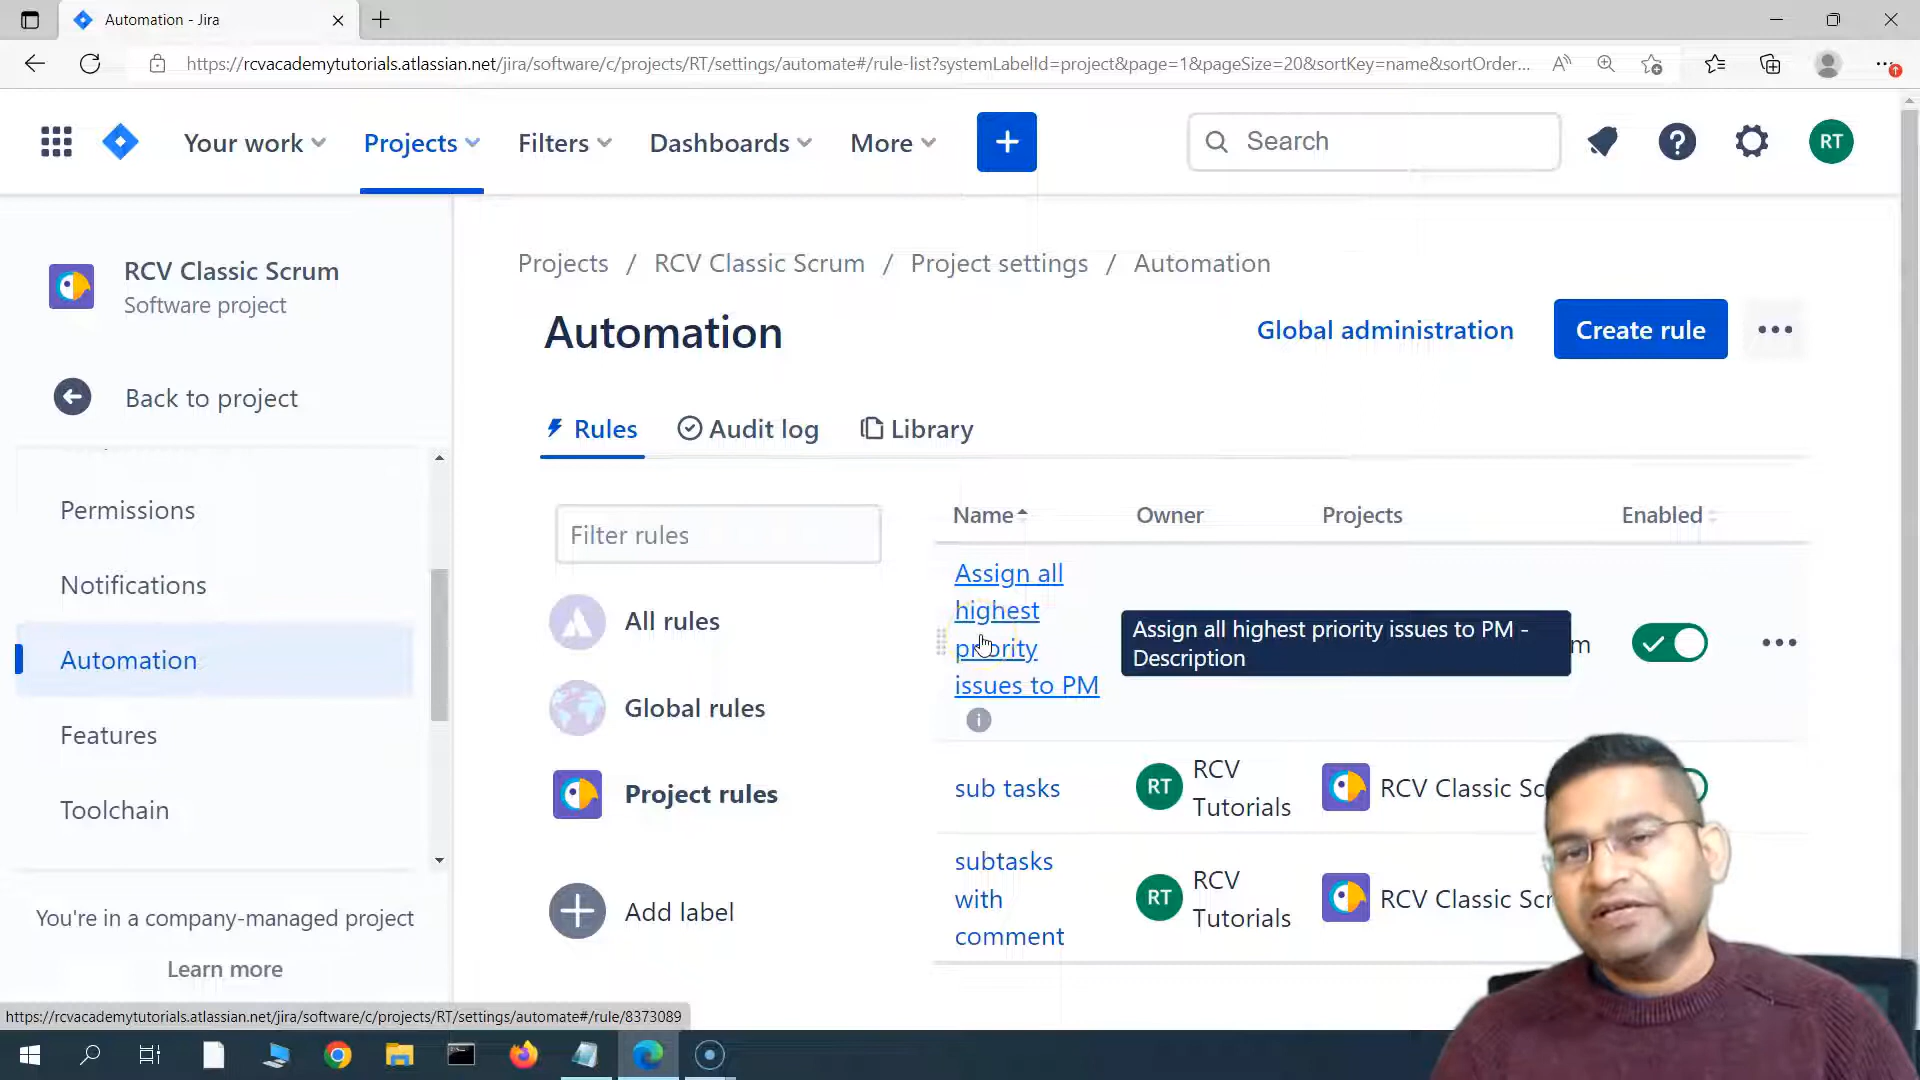 Automation - Jira
https://rcvacademytutorials.atlassian.net/jira/software/c/projects/RT/settings/automate#/rule-list?systemLabelId=project&page=1&pageSize=20&sortKey=name&sortOrder...
Your work
Projects
Filters
Dashboards
More
Search
RT
RCV Classic Scrum
Software project
Back to project
Permissions
Notifications
Automation
Features
Toolchain
You're in a company-managed project
Learn more
Projects / RCV Classic Scrum / Project settings / Automation
Automation
Global administration
Create rule
Rules
Audit log
Library
Filter rules
All rules
Global rules
Project rules
Add label
Name
Owner
Projects
Enabled
Assign all
highest
priority
issues to PM
Assign all highest priority issues to PM -
Description
m
sub tasks
RT
RCV
Tutorials
RCV Classic Sc
subtasks
with
comment
RT
RCV
Tutorials
RCV Classic Scr
https://rcvacademytutorials.atlassian.net/jira/software/c/projects/RT/settings/automate#/rule/8373089